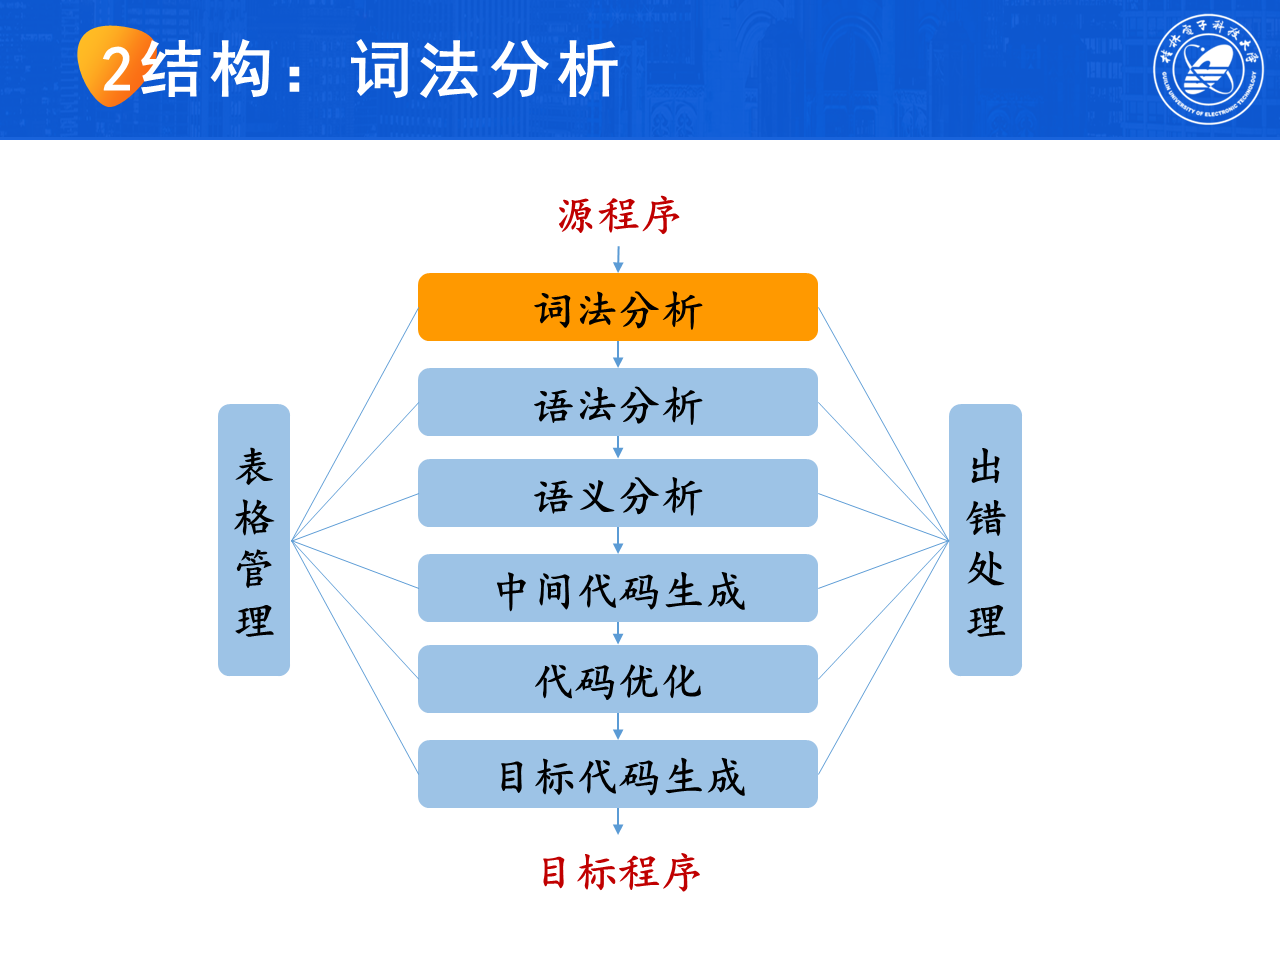 2结构：词法分析
桂林电子科技大学
GUILIN UNIVERSITY OF ELECTRONIC TECHNOLOGY
源程序
词法分析
语法分析
语义分析
中间代码生成
代码优化
目标代码生成
目标程序
表格管理
出错处理